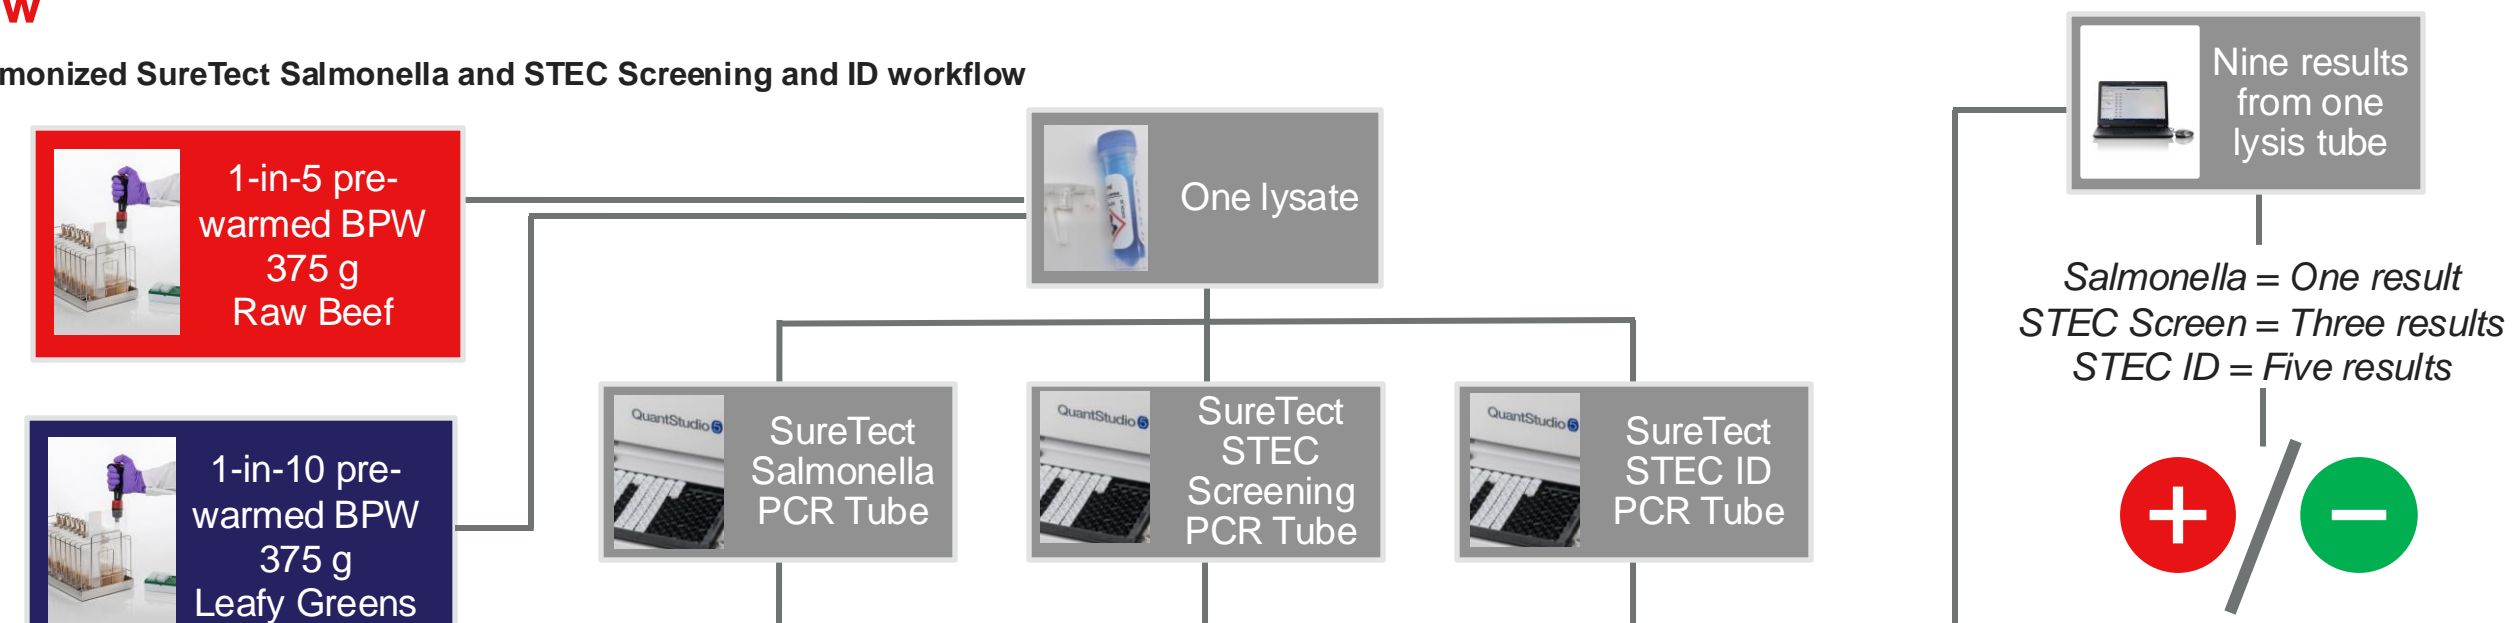 w
monized SureTect Salmonella and STEC Screening and ID workflow
1-in-5 pre-
warmed BPW
375 g
Raw Beef
1-in-10 pre-
warmed BPW
375 g
Leafy Greens
One lysate
QuantStudio 5
SureTect
Salmonella
PCR Tube
QuantStudio 5
SureTect
STEC
Screening
PCR Tube
QuantStudio 5
SureTect
STEC ID
PCR Tube
Nine results
from one
lysis tube
Salmonella = One result
STEC Screen = Three results
STEC ID = Five results
+ / −